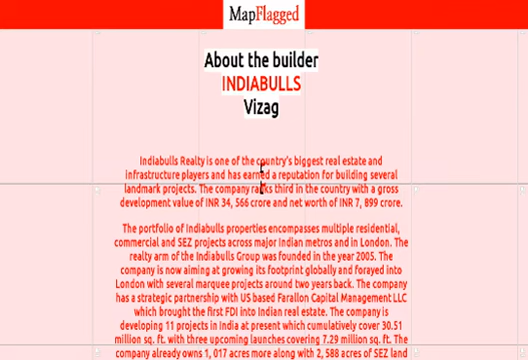 MapFlagged
About the builder
INDIABULLS
Vizag
Indiabulls Realty is one of the country's biggest real estate and
infrastructure players and has earned a reputation for building several
landmark projects. The company ranks third in the country with a gross
development value of INR 34, 566 crore and net worth of INR 7, 899 crore.
The portfolio of Indiabulls properties encompasses multiple residential,
commercial and SEZ projects across major Indian metros and in London. The
realty arm of the Indiabulls Group was founded in the year 2005. The
company is now aiming at growing its footprint globally and forayed into
London with several marquee projects around two years back. The company
has a strategic partnership with US based Farallon Capital Management LLC
which brought the first FDI into Indian real estate. The company is
developing 11 projects in India at present which cumulatively cover 30.51
million sq. ft. with three upcoming launches covering 7.29 million sq. ft. The
company already owns 1, 017 acres more along with 2, 588 acres of SEZ land